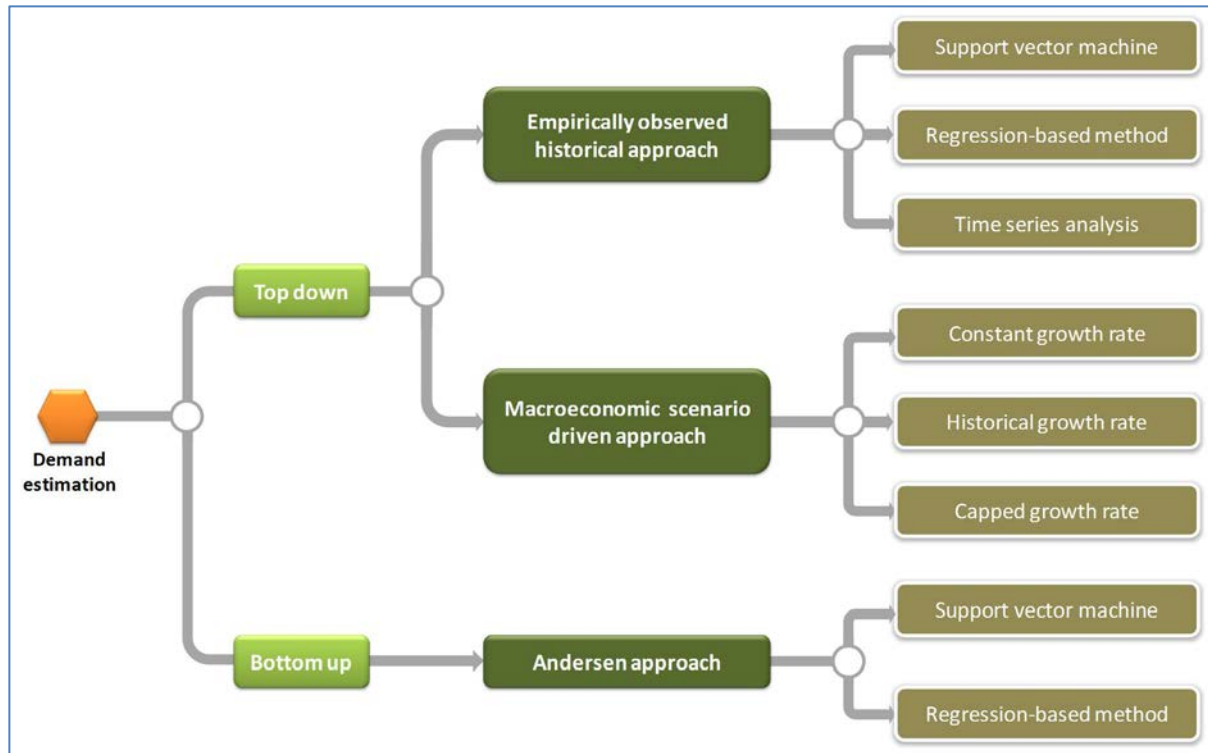 Support vector machine
Empirically observed
historical approach
Regression-based method
Time series analysis
Top down
Constant growth rate
Macroeconomic scenario
driven approach
Historical growth rate
Demand
estimation
Capped growth rate
Support vector machine
Bottom up
Andersen approach
Regression-based method